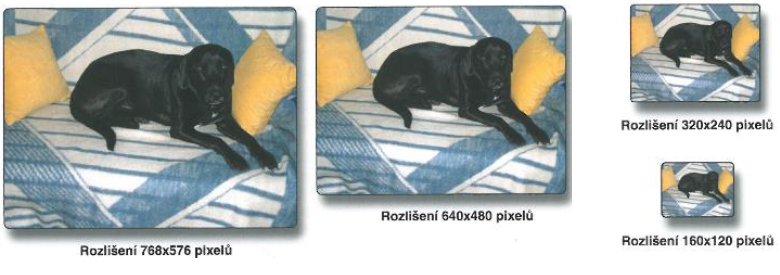 Rozlišení 768x576 pixelů
Rozlišení 640x480 pixelů
Rozlišení 320x240 pixelů
Rozlišení 160x120 pixelů